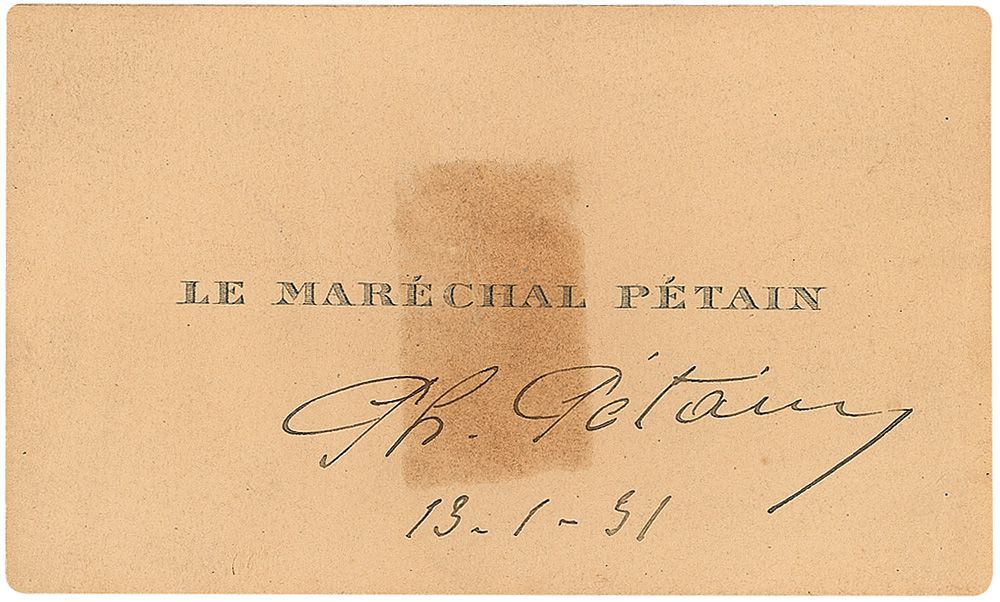 LE MARÉCHAL PÉTAIN
Ph. Pétain
13-1-31